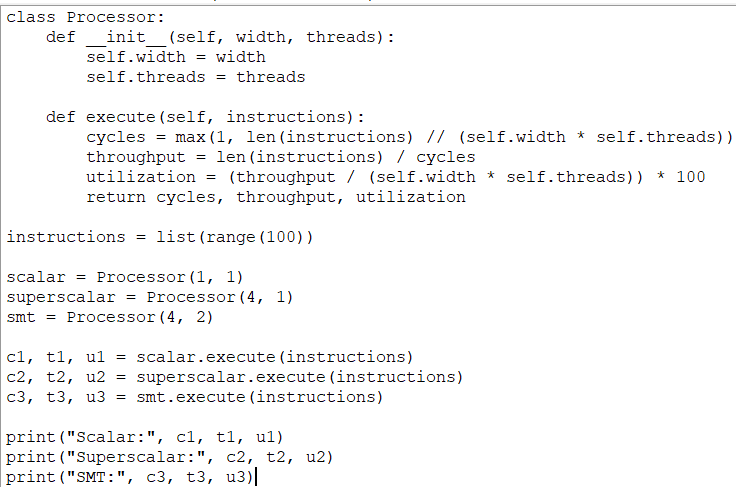 class Processor:
    def __init__(self, width, threads):
        self.width = width
        self.threads = threads

    def execute(self, instructions):
        cycles = max(1, len(instructions) // (self.width * self.threads))
        throughput = len(instructions) / cycles
        utilization = (throughput / (self.width * self.threads)) * 100
        return cycles, throughput, utilization

instructions = list(range(100))

scalar = Processor(1, 1)
superscalar = Processor(4, 1)
smt = Processor(4, 2)

c1, t1, u1 = scalar.execute(instructions)
c2, t2, u2 = superscalar.execute(instructions)
c3, t3, u3 = smt.execute(instructions)

print("Scalar:", c1, t1, u1)
print("Superscalar:", c2, t2, u2)
print("SMT:", c3, t3, u3)